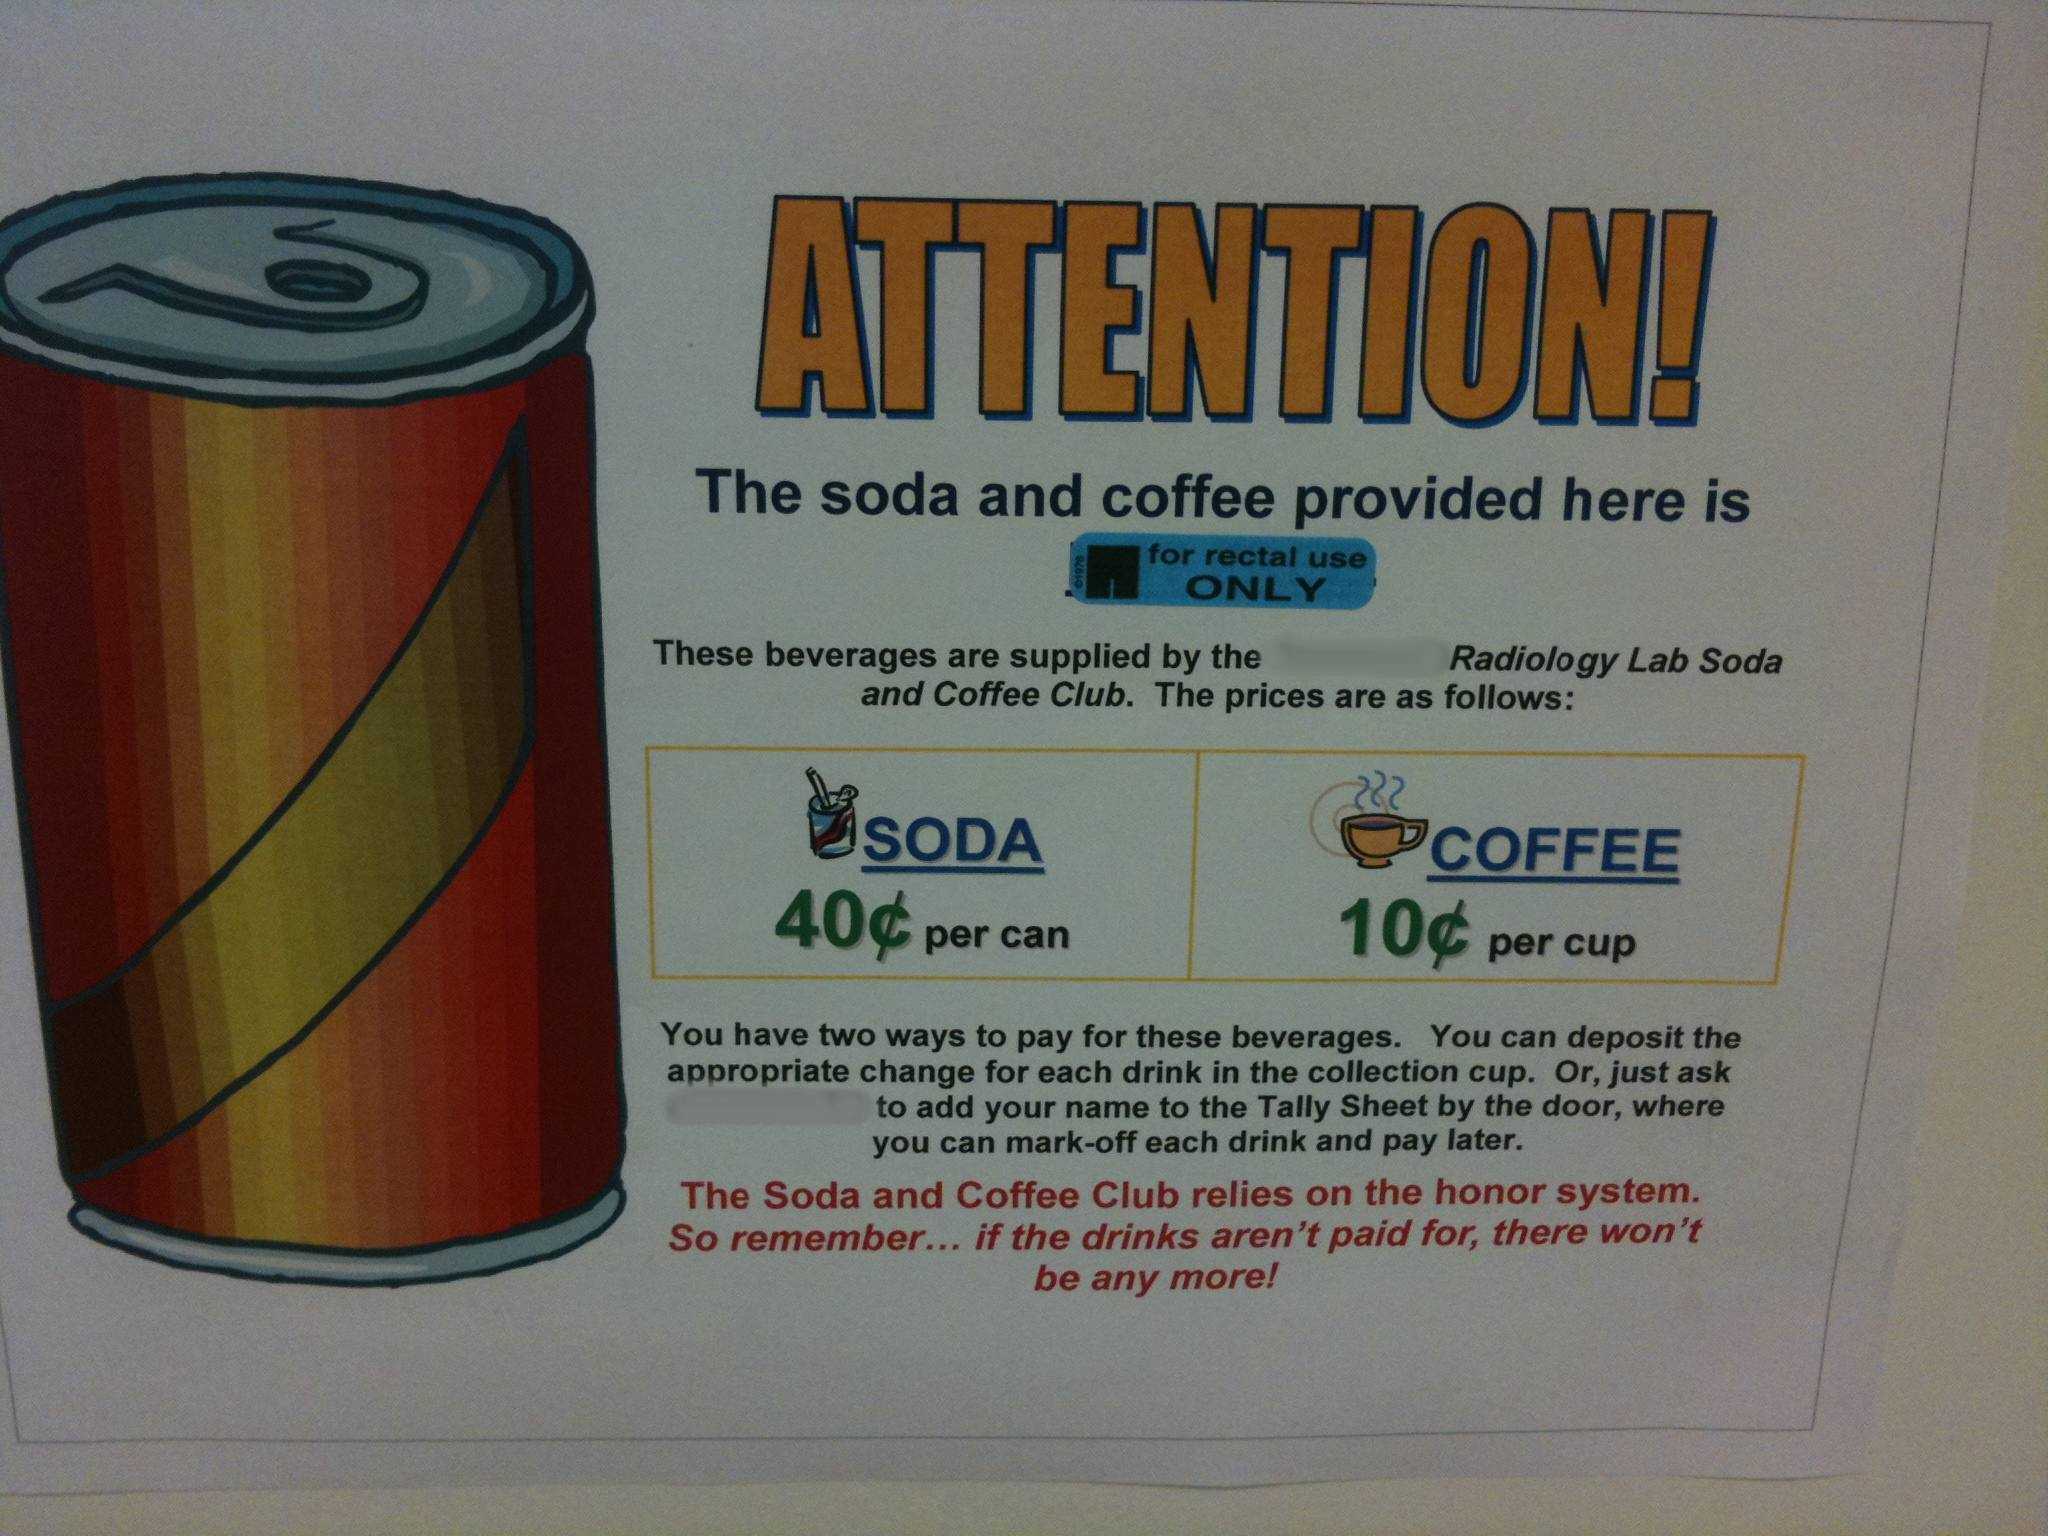 ATTENTION!
The soda and coffee provided here is
©1976 for rectal use
ONLY
These beverages are supplied by the Radiology Lab Soda
and Coffee Club. The prices are as follows:
SODA
40¢ per can
COFFEE
10¢ per cup
You have two ways to pay for these beverages. You can deposit the
appropriate change for each drink in the collection cup. Or, just ask
to add your name to the Tally Sheet by the door, where
you can mark-off each drink and pay later.
The Soda and Coffee Club relies on the honor system.
So remember... if the drinks aren't paid for, there won't
be any more!